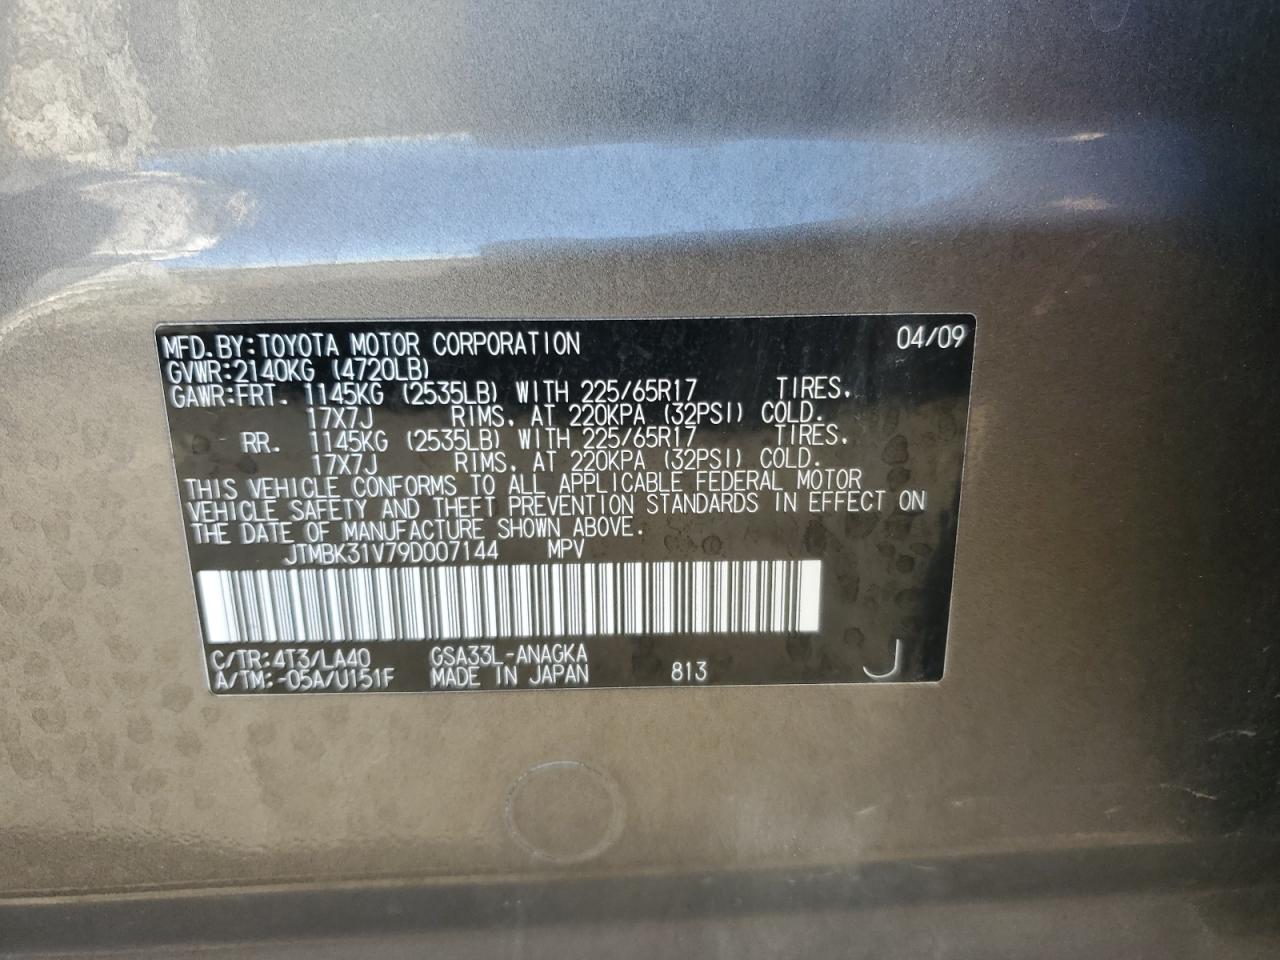 MFD.BY:TOYOTA MOTOR CORPORATION 04/09
GVWR:2140KG (4720LB)
GAWR:FRT. 1145KG (2535LB) WITH 225/65R17 TIRES,
17X7J RIMS, AT 220KPA (32PSI) COLD.
RR. 1145KG (2535LB) WITH 225/65R17 TIRES,
17X7J RIMS, AT 220KPA (32PSI) COLD.
THIS VEHICLE CONFORMS TO ALL APPLICABLE FEDERAL MOTOR
VEHICLE SAFETY AND THEFT PREVENTION STANDARDS IN EFFECT ON
THE DATE OF MANUFACTURE SHOWN ABOVE.
JTMBK31V79D007144 MPV
C/TR:4T3/LA40 GSA33L-ANAGKA
A/TM:-05A/U151F MADE IN JAPAN 813 J